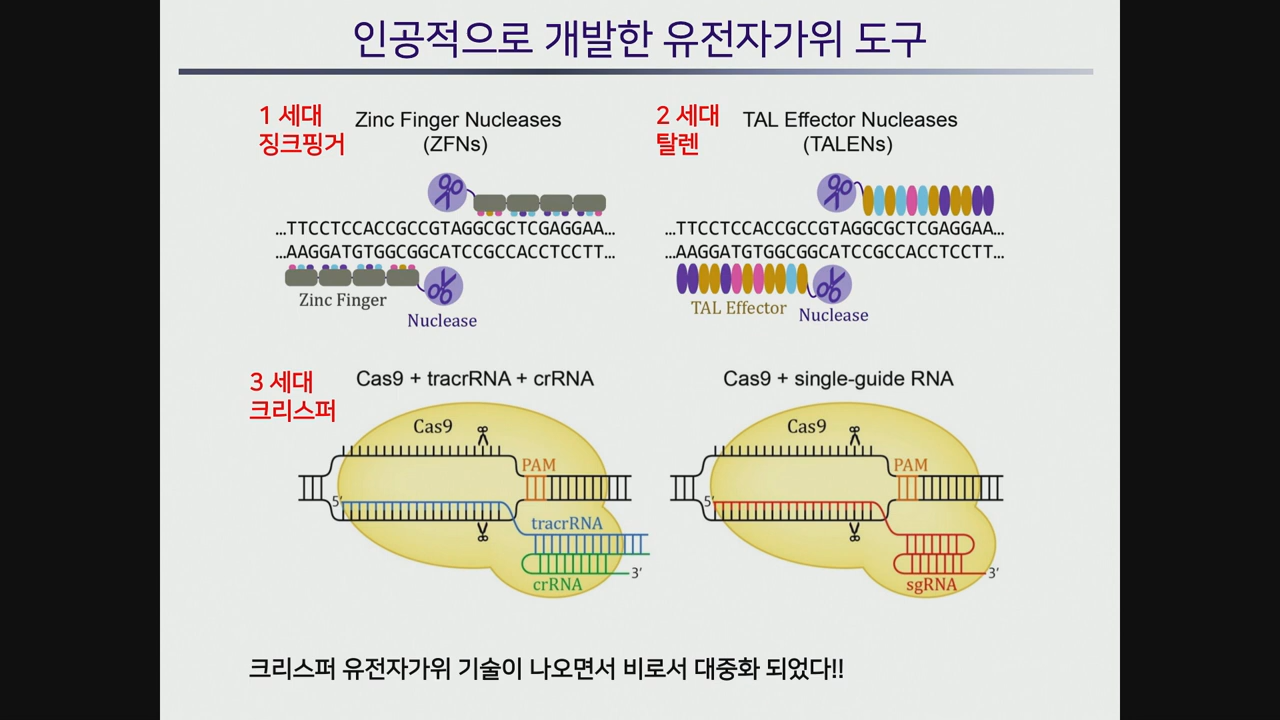 인공적으로 개발한 유전자가위 도구
1 세대
징크핑거
Zinc Finger Nucleases
(ZFNs)
2 세대
탈렌
TAL Effector Nucleases
(TALENs)
...TTCCTCCACCGCCGTAGGCGCTCGAGGAA...
...AAGGATGTGGCGGCATCCGCCACCTCCTT...
Zinc Finger
Nuclease
...TTCCTCCACCGCCGTAGGCGCTCGAGGAA...
...AAGGATGTGGCGGCATCCGCCACCTCCTT...
TAL Effector
Nuclease
3 세대
크리스퍼
Cas9 + tracrRNA + crRNA
Cas9
PAM
5′
tracrRNA
crRNA
3′
Cas9 + single-guide RNA
Cas9
PAM
5′
sgRNA
3′
크리스퍼 유전자가위 기술이 나오면서 비로서 대중화 되었다!!